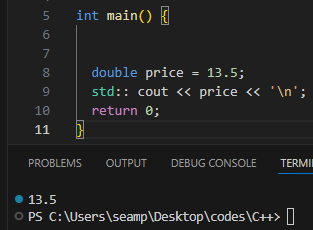 5 int main() {
6
7
8 double price = 13.5;
9 std:: cout << price << '\n';
10 return 0;
11 }
PROBLEMS OUTPUT DEBUG CONSOLE TERMI
13.5
PS C:\Users\seamp\Desktop\codes\C++>